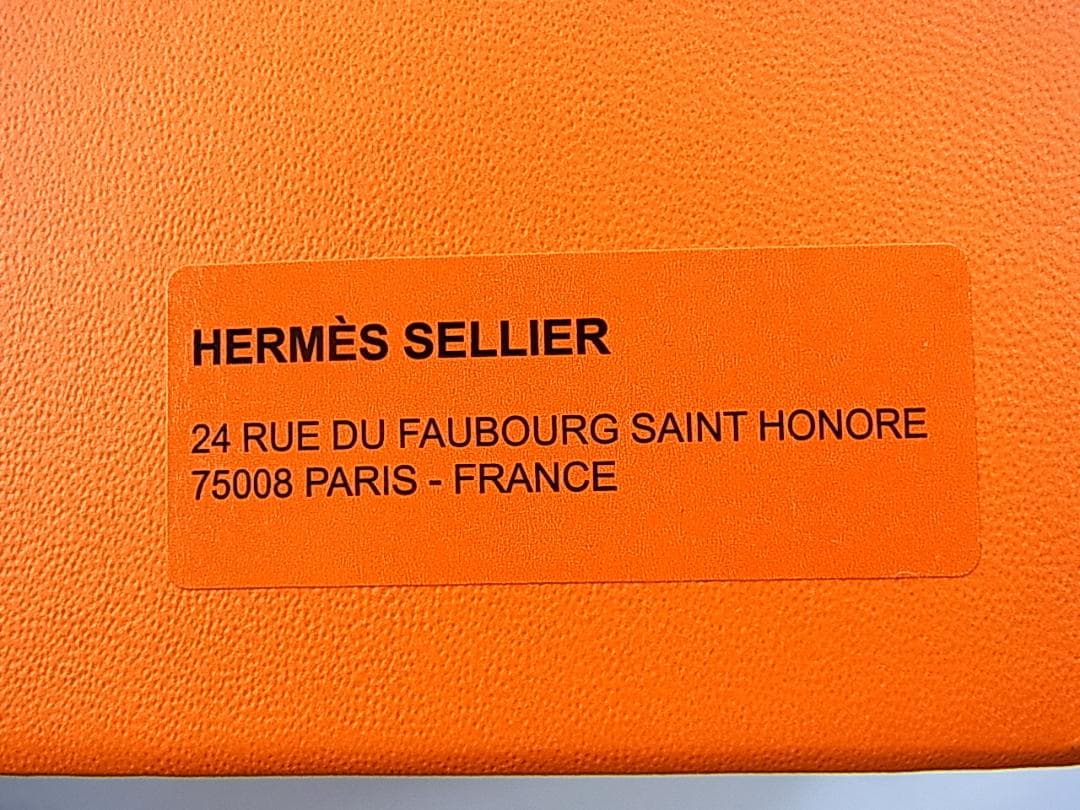 HERMÈS SELLIER
24 RUE DU FAUBOURG SAINT HONORE
75008 PARIS - FRANCE